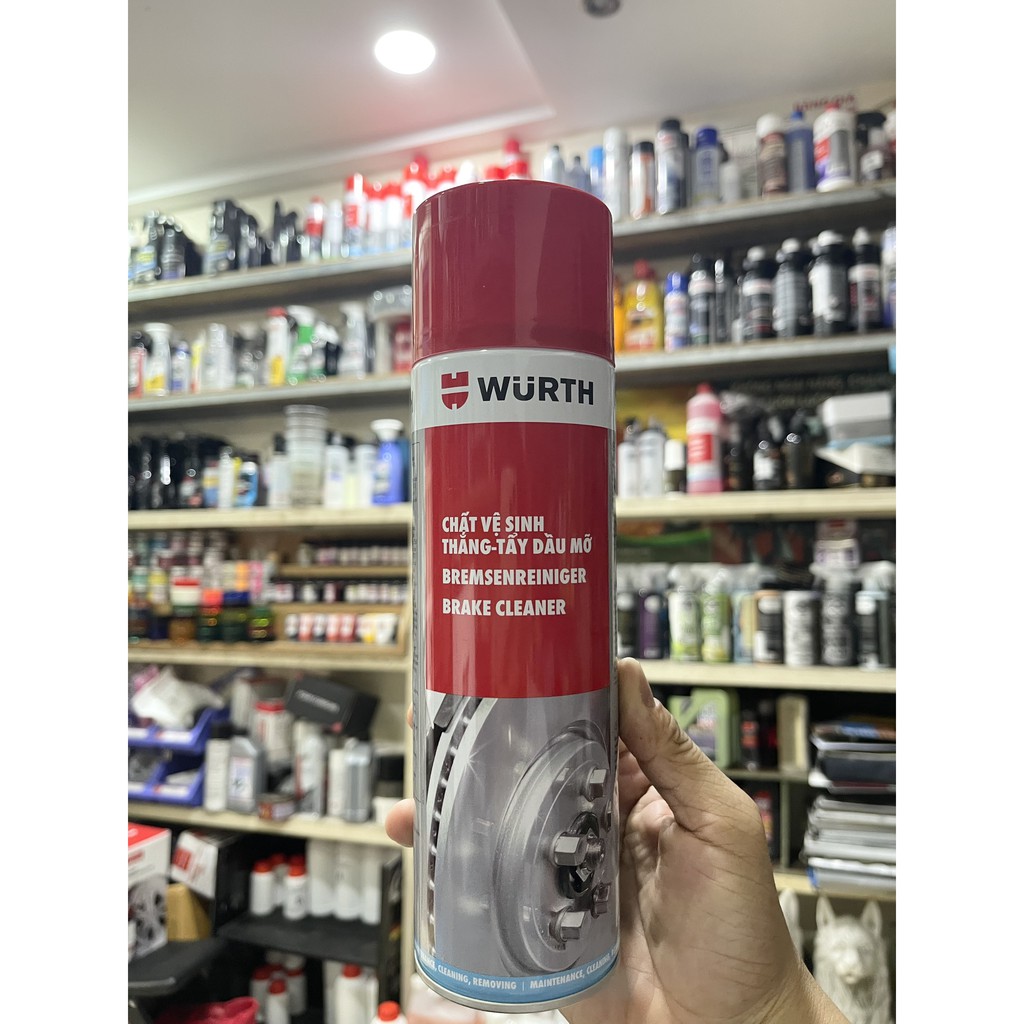 WÜRTH
CHẤT VỆ SINH
THẮNG-TẨY DẦU MỠ
BREMSENREINIGER
BRAKE CLEANER
CLEANING, REMOVING | MAINTENANCE, CLEANING,